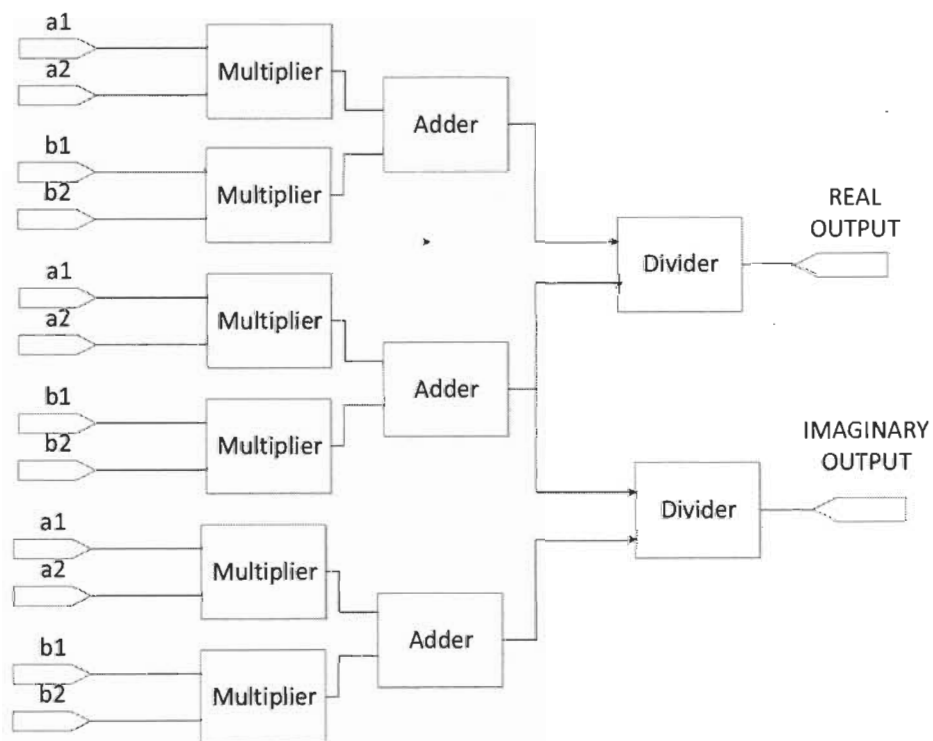 a1
Multiplier
a2
Adder
b1
Multiplier
b2
REAL
OUTPUT
Divider
a1
Multiplier
a2
Adder
b1
Multiplier
b2
IMAGINARY
OUTPUT
Divider
a1
Multiplier
a2
Adder
b1
Multiplier
b2